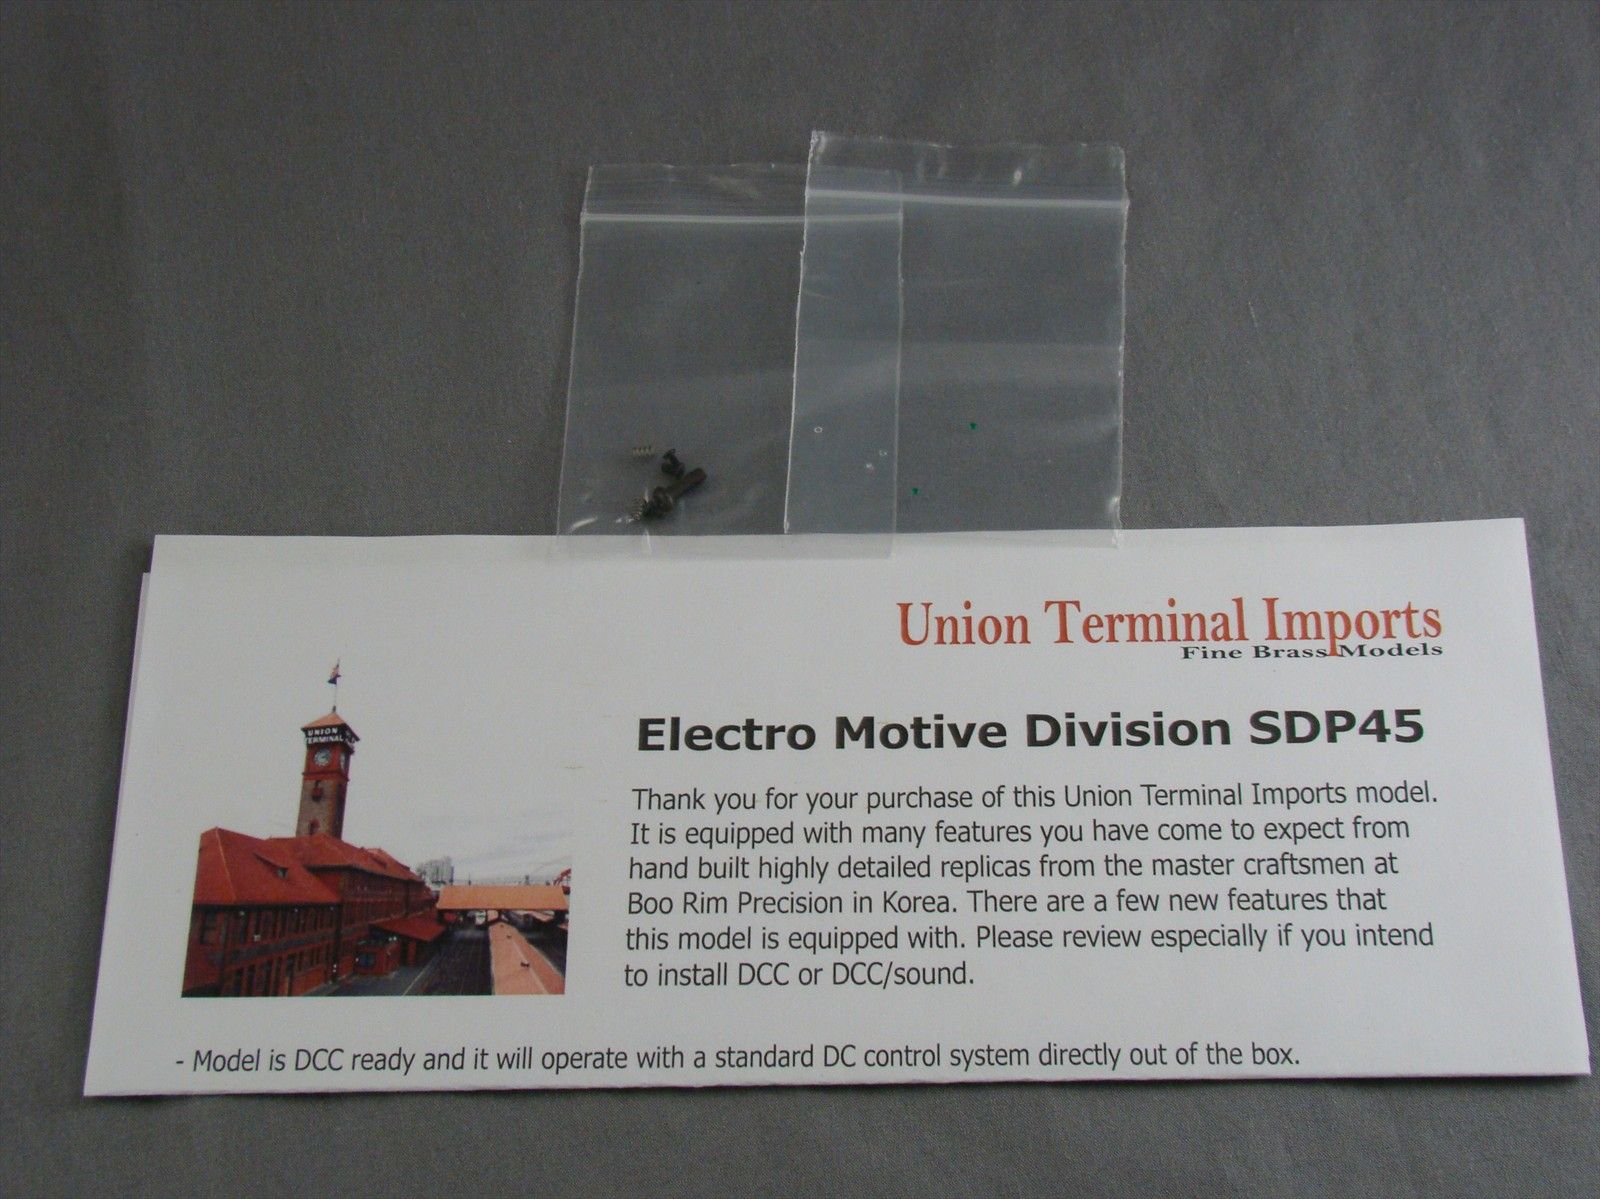 Union Terminal Imports
Fine Brass Models
UNION
TERMINAL
Electro Motive Division SDP45
Thank you for your purchase of this Union Terminal Imports model.
It is equipped with many features you have come to expect from
hand built highly detailed replicas from the master craftsmen at
Boo Rim Precision in Korea. There are a few new features that
this model is equipped with. Please review especially if you intend
to install DCC or DCC/sound.
- Model is DCC ready and it will operate with a standard DC control system directly out of the box.